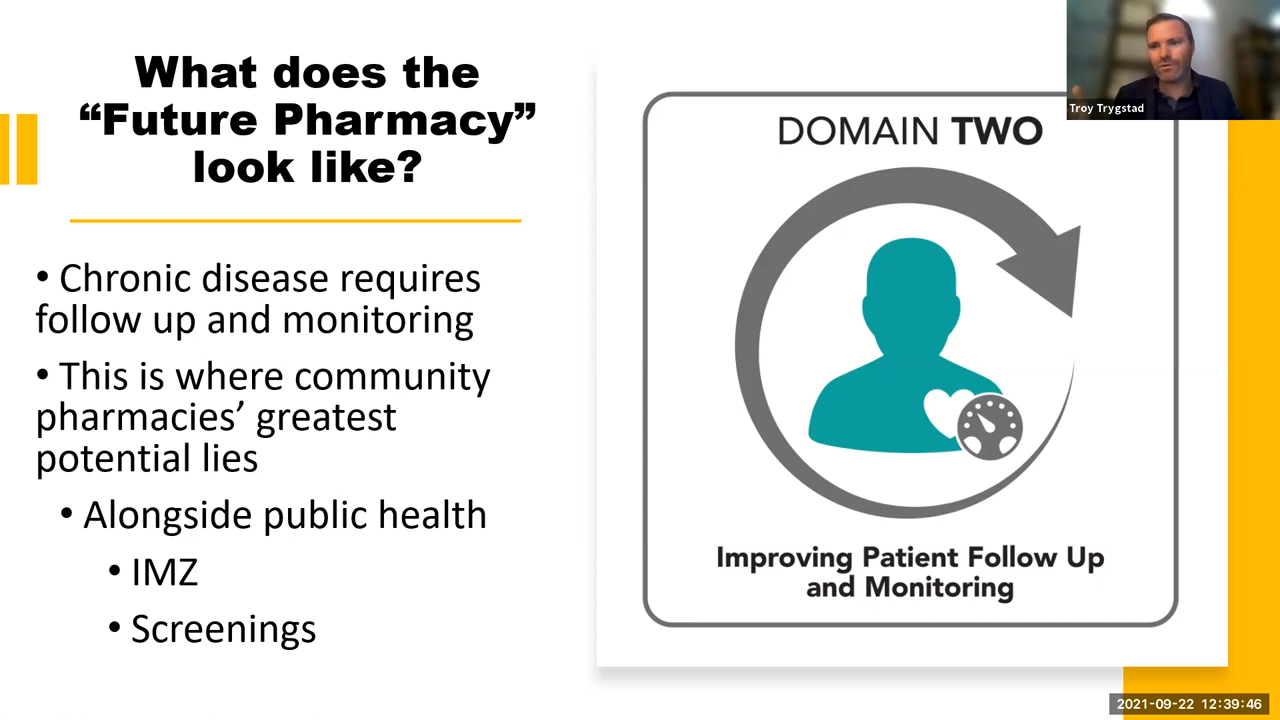 What does the
“Future Pharmacy”
look like?
• Chronic disease requires
follow up and monitoring
• This is where community
pharmacies’ greatest
potential lies
• Alongside public health
• IMZ
• Screenings
DOMAIN TWO
Improving Patient Follow Up
and Monitoring
Troy Trygstad
2021-09-22 12:39:46